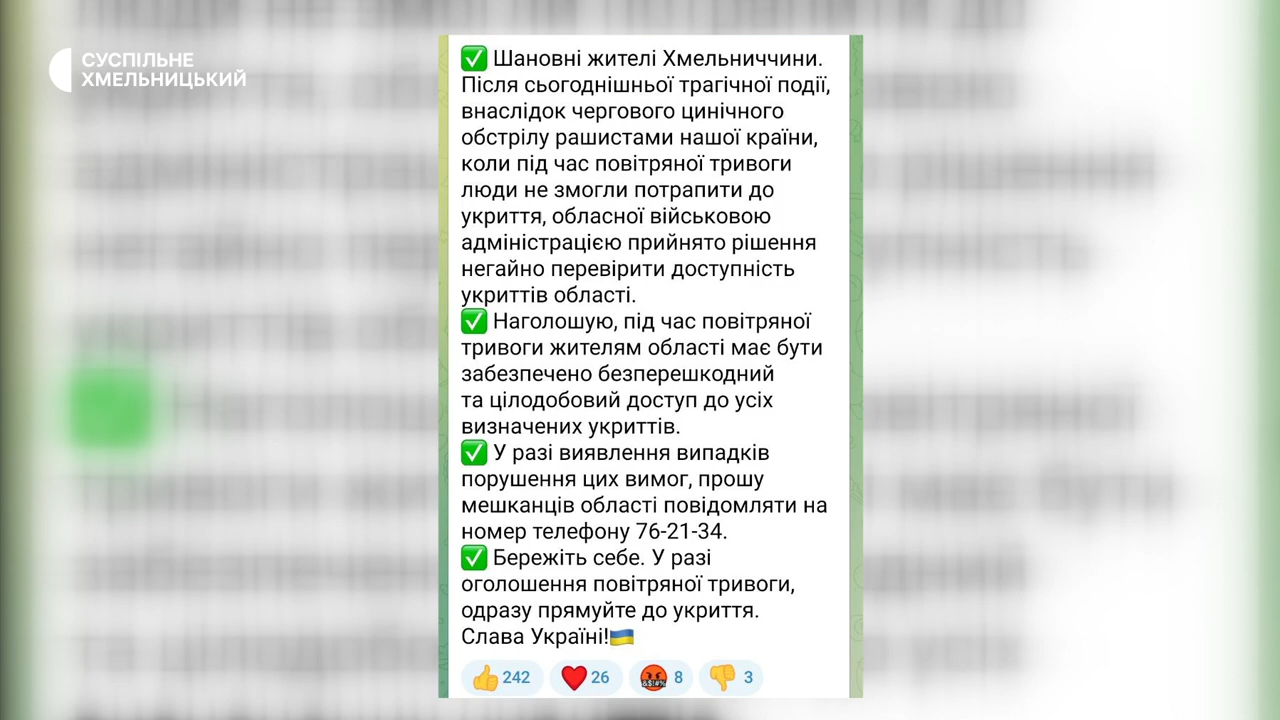 СУСПІЛЬНЕ
ХМЕЛЬНИЦЬКИЙ
✅ Шановні жителі Хмельниччини.
Після сьогоднішньої трагічної події,
внаслідок чергового цинічного
обстрілу рашистами нашої країни,
коли під час повітряної тривоги
люди не змогли потрапити до
укриття, обласної військовою
адміністрацією прийнято рішення
негайно перевірити доступність
укриттів області.
✅ Наголошую, під час повітряної
тривоги жителям області має бути
забезпечено безперешкодний
та цілодобовий доступ до усіх
визначених укриттів.
✅ У разі виявлення випадків
порушення цих вимог, прошу
мешканців області повідомляти на
номер телефону 76-21-34.
✅ Бережіть себе. У разі
оголошення повітряної тривоги,
одразу прямуйте до укриття.
Слава Україні!🇺🇦
👍 242 ❤️ 26 🤬 8 👎 3